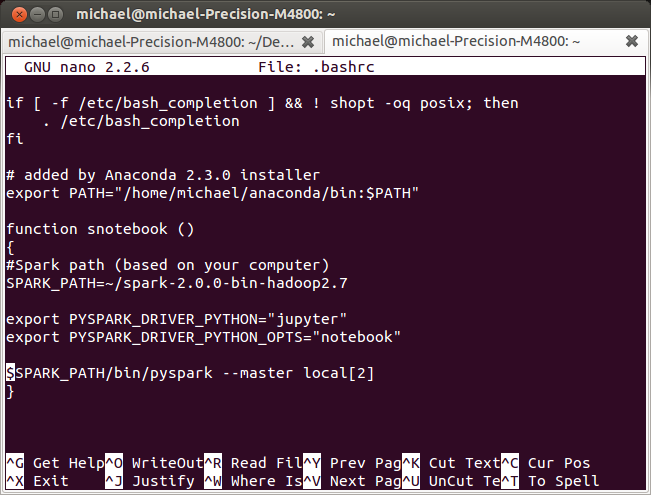 michael@michael-Precision-M4800: ~
michael@michael-Precision-M4800: ~/De...
michael@michael-Precision-M4800: ~
GNU nano 2.2.6 File: .bashrc
if [ -f /etc/bash_completion ] && ! shopt -oq posix; then
    . /etc/bash_completion
fi
# added by Anaconda 2.3.0 installer
export PATH="/home/michael/anaconda/bin:$PATH"
function snotebook ()
{
#Spark path (based on your computer)
SPARK_PATH=~/spark-2.0.0-bin-hadoop2.7
export PYSPARK_DRIVER_PYTHON="jupyter"
export PYSPARK_DRIVER_PYTHON_OPTS="notebook"
$SPARK_PATH/bin/pyspark --master local[2]
}
^G Get Help^O WriteOut^R Read Fil^Y Prev Pag^K Cut Text^C Cur Pos
^X Exit ^J Justify ^W Where Is^V Next Pag^U UnCut Te^T To Spell